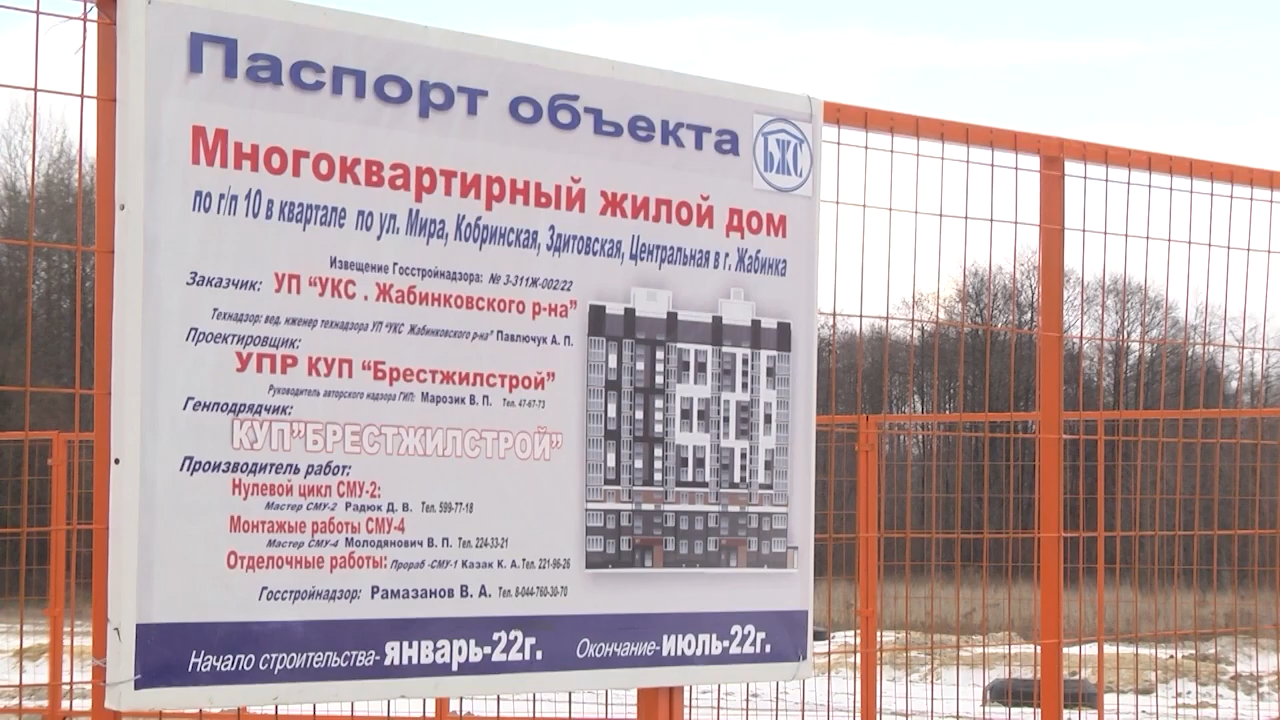 Паспорт объекта
БЖС
Многоквартирный жилой дом
по г/п 10 в квартале по ул. Мира, Кобринская, Здитовская, Центральная в г. Жабинка
Извещение Госстройнадзора: № 3-311Ж-002/22
Заказчик: УП "УКС . Жабинковского р-на"
Технадзор: вед. инженер технадзора УП "УКС Жабинковского р-на" Павлючук А. П.
Проектировщик:
УПР КУП "Брестжилстрой"
Руководитель авторского надзора ГИП: Марозик В. П. Тел. 47-67-73
Генподрядчик:
КУП"БРЕСТЖИЛСТРОЙ"
Производитель работ:
Нулевой цикл СМУ-2:
Мастер СМУ-2 Радюк Д. В. Тел. 599-77-18
Монтажые работы СМУ-4
Мастер СМУ-4 Молодянович В. П. Тел. 224-33-21
Отделочные работы: Прораб -СМУ-1 Казак К. А. Тел. 221-96-26
Госстройнадзор: Рамазанов В. А. Тел. 8-044-760-30-70
Начало строительства- январь-22г. Окончание- июль-22г.